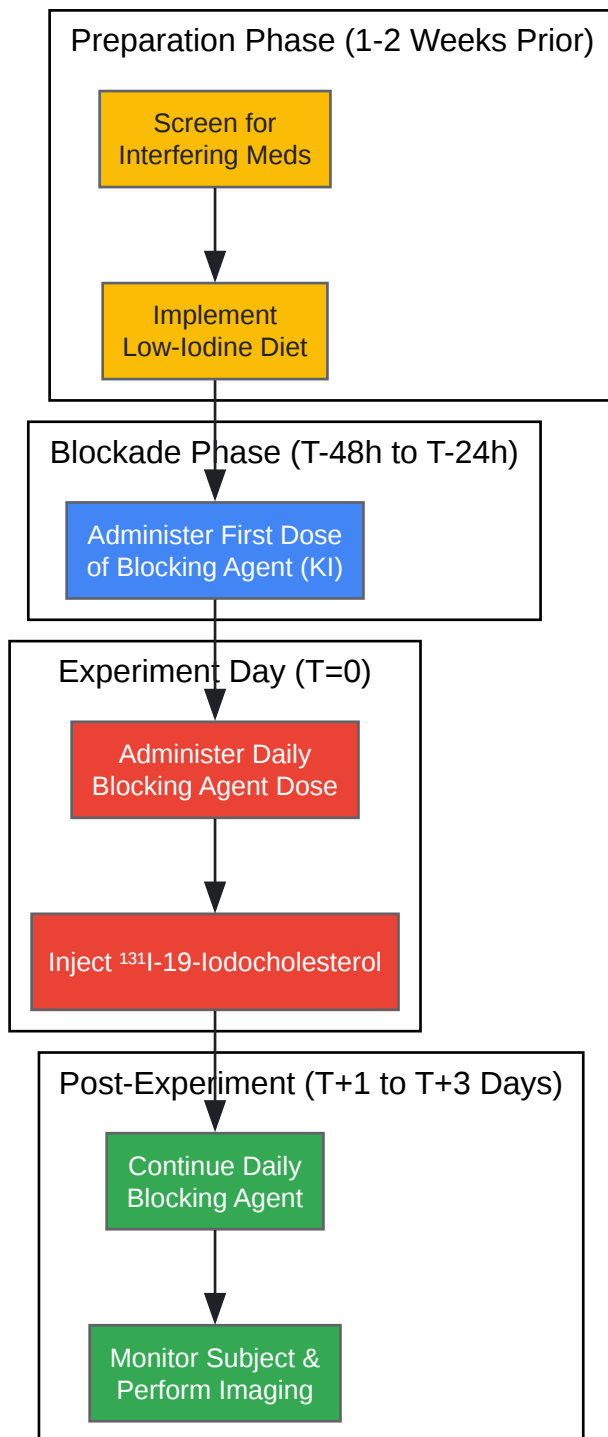 Preparation Phase (1-2 Weeks Prior)
Screen for
Interfering Meds
Implement
Low-Iodine Diet
Blockade Phase (T-48h to T-24h)
Administer First Dose
of Blocking Agent (KI)
Experiment Day (T=0)
Administer Daily
Blocking Agent Dose
Inject ¹³¹I-19-Iodocholesterol
Post-Experiment (T+1 to T+3 Days)
Continue Daily
Blocking Agent
Monitor Subject &
Perform Imaging